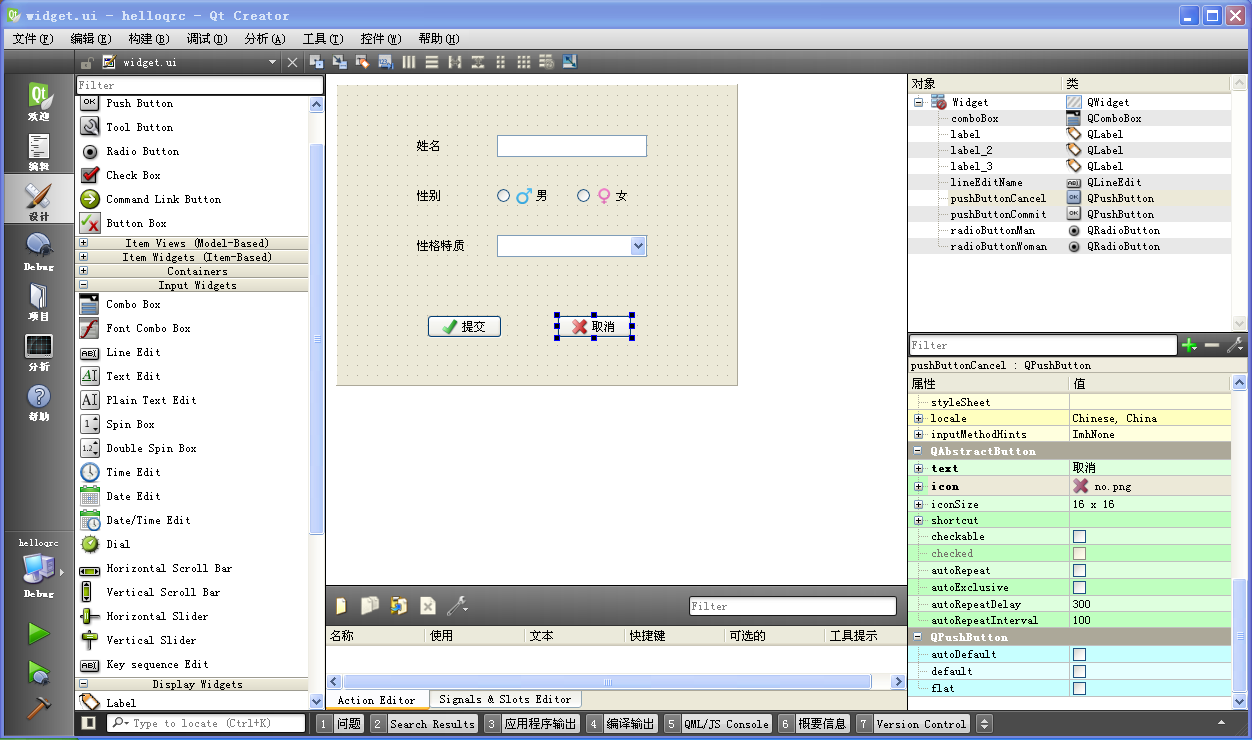 widget.ui - helloqrc - Qt Creator
文件(F) 编辑(E) 构建(B) 调试(D) 分析(A) 工具(T) 控件(W) 帮助(H)
widget.ui
Qt
欢迎
编辑
设计
Debug
项目
分析
帮助
helloqrc
Debug
Filter
Push Button
Tool Button
Radio Button
Check Box
Command Link Button
Button Box
Item Views (Model-Based)
Item Widgets (Item-Based)
Containers
Input Widgets
Combo Box
Font Combo Box
Line Edit
Text Edit
Plain Text Edit
Spin Box
Double Spin Box
Time Edit
Date Edit
Date/Time Edit
Dial
Horizontal Scroll Bar
Vertical Scroll Bar
Horizontal Slider
Vertical Slider
Key sequence Edit
Display Widgets
Label
姓名
性别 男 女
性格特质
提交 取消
Filter
名称 使用 文本 快捷键 可选的 工具提示
Action Editor Signals & Slots Editor
对象 类
Widget QWidget
comboBox QComboBox
label QLabel
label_2 QLabel
label_3 QLabel
lineEditName QLineEdit
pushButtonCancel QPushButton
pushButtonCommit QPushButton
radioButtonMan QRadioButton
radioButtonWoman QRadioButton
Filter
pushButtonCancel : QPushButton
属性 值
styleSheet
locale Chinese, China
inputMethodHints ImhNone
QAbstractButton
text 取消
icon no.png
iconSize 16 x 16
shortcut
checkable
checked
autoRepeat
autoExclusive
autoRepeatDelay 300
autoRepeatInterval 100
QPushButton
autoDefault
default
flat
Type to locate (Ctrl+K) 1 问题 2 Search Results 3 应用程序输出 4 编译输出 5 QML/JS Console 6 概要信息 7 Version Control